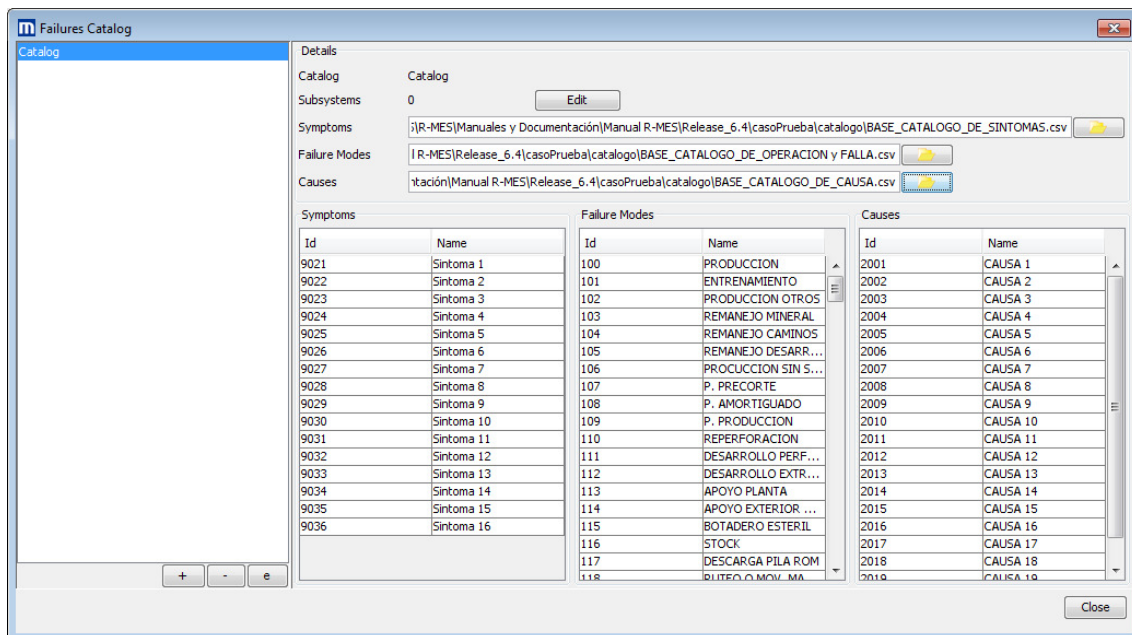 Failures Catalog
Catalog
Details
Catalog Catalog
Subsystems 0 Edit
Symptoms \R-MES\Manuales y Documentación\Manual R-MES\Release_6.4\casoPrueba\catalogo\BASE_CATALOGO_DE_SINTOMAS.csv
Failure Modes l R-MES\Release_6.4\casoPrueba\catalogo\BASE_CATALOGO_DE_OPERACION y FALLA.csv
Causes ntación\Manual R-MES\Release_6.4\casoPrueba\catalogo\BASE_CATALOGO_DE_CAUSA.csv
Symptoms Failure Modes Causes
Id Name Id Name Id Name
9021 Sintoma 1 100 PRODUCCION 2001 CAUSA 1
9022 Sintoma 2 101 ENTRENAMIENTO 2002 CAUSA 2
9023 Sintoma 3 102 PRODUCCION OTROS 2003 CAUSA 3
9024 Sintoma 4 103 REMANEJO MINERAL 2004 CAUSA 4
9025 Sintoma 5 104 REMANEJO CAMINOS 2005 CAUSA 5
9026 Sintoma 6 105 REMANEJO DESARR... 2006 CAUSA 6
9027 Sintoma 7 106 PROCUCCION SIN S... 2007 CAUSA 7
9028 Sintoma 8 107 P. PRECORTE 2008 CAUSA 8
9029 Sintoma 9 108 P. AMORTIGUADO 2009 CAUSA 9
9030 Sintoma 10 109 P. PRODUCCION 2010 CAUSA 10
9031 Sintoma 11 110 REPERFORACION 2011 CAUSA 11
9032 Sintoma 12 111 DESARROLLO PERF... 2012 CAUSA 12
9033 Sintoma 13 112 DESARROLLO EXTR... 2013 CAUSA 13
9034 Sintoma 14 113 APOYO PLANTA 2014 CAUSA 14
9035 Sintoma 15 114 APOYO EXTERIOR ... 2015 CAUSA 15
9036 Sintoma 16 115 BOTADERO ESTERIL 2016 CAUSA 16
116 STOCK 2017 CAUSA 17
117 DESCARGA PILA ROM 2018 CAUSA 18
118 RUTEO O MOV. MA 2019 CAUSA 19
+ - e
Close